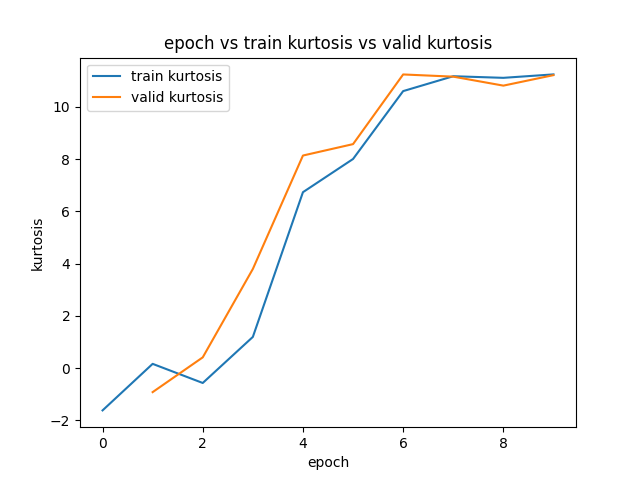 epoch vs train kurtosis vs valid kurtosis
train kurtosis
valid kurtosis
10
8
6
4
2
0
−2
kurtosis
0 2 4 6 8
epoch